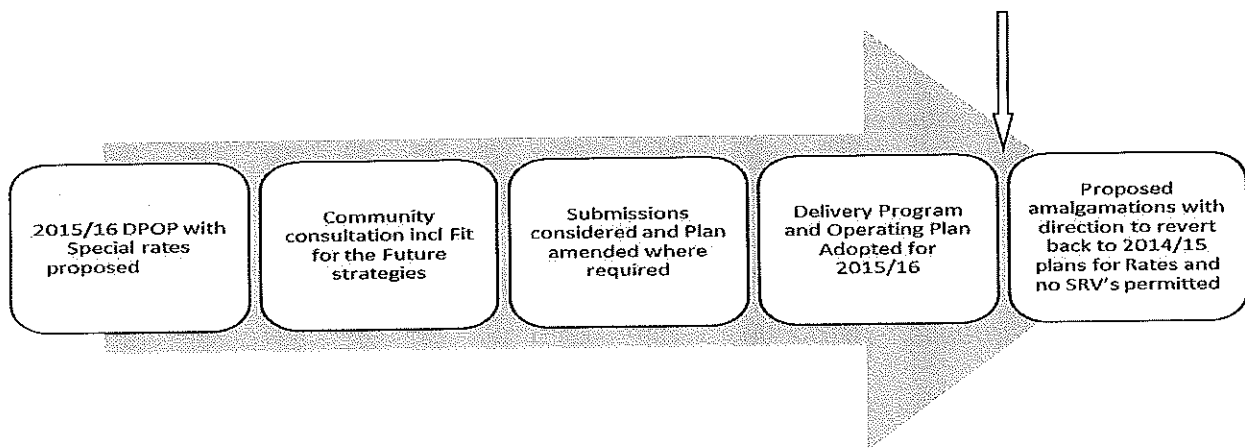 2015/16 DPOP with
Special rates
proposed
Community
consultation incl Fit
for the Future
strategies
Submissions
considered and Plan
amended where
required
Delivery Program
and Operating Plan
Adopted for
2015/16
Proposed
amalgamations with
direction to revert
back to 2014/15
plans for Rates and
no SRV's permitted